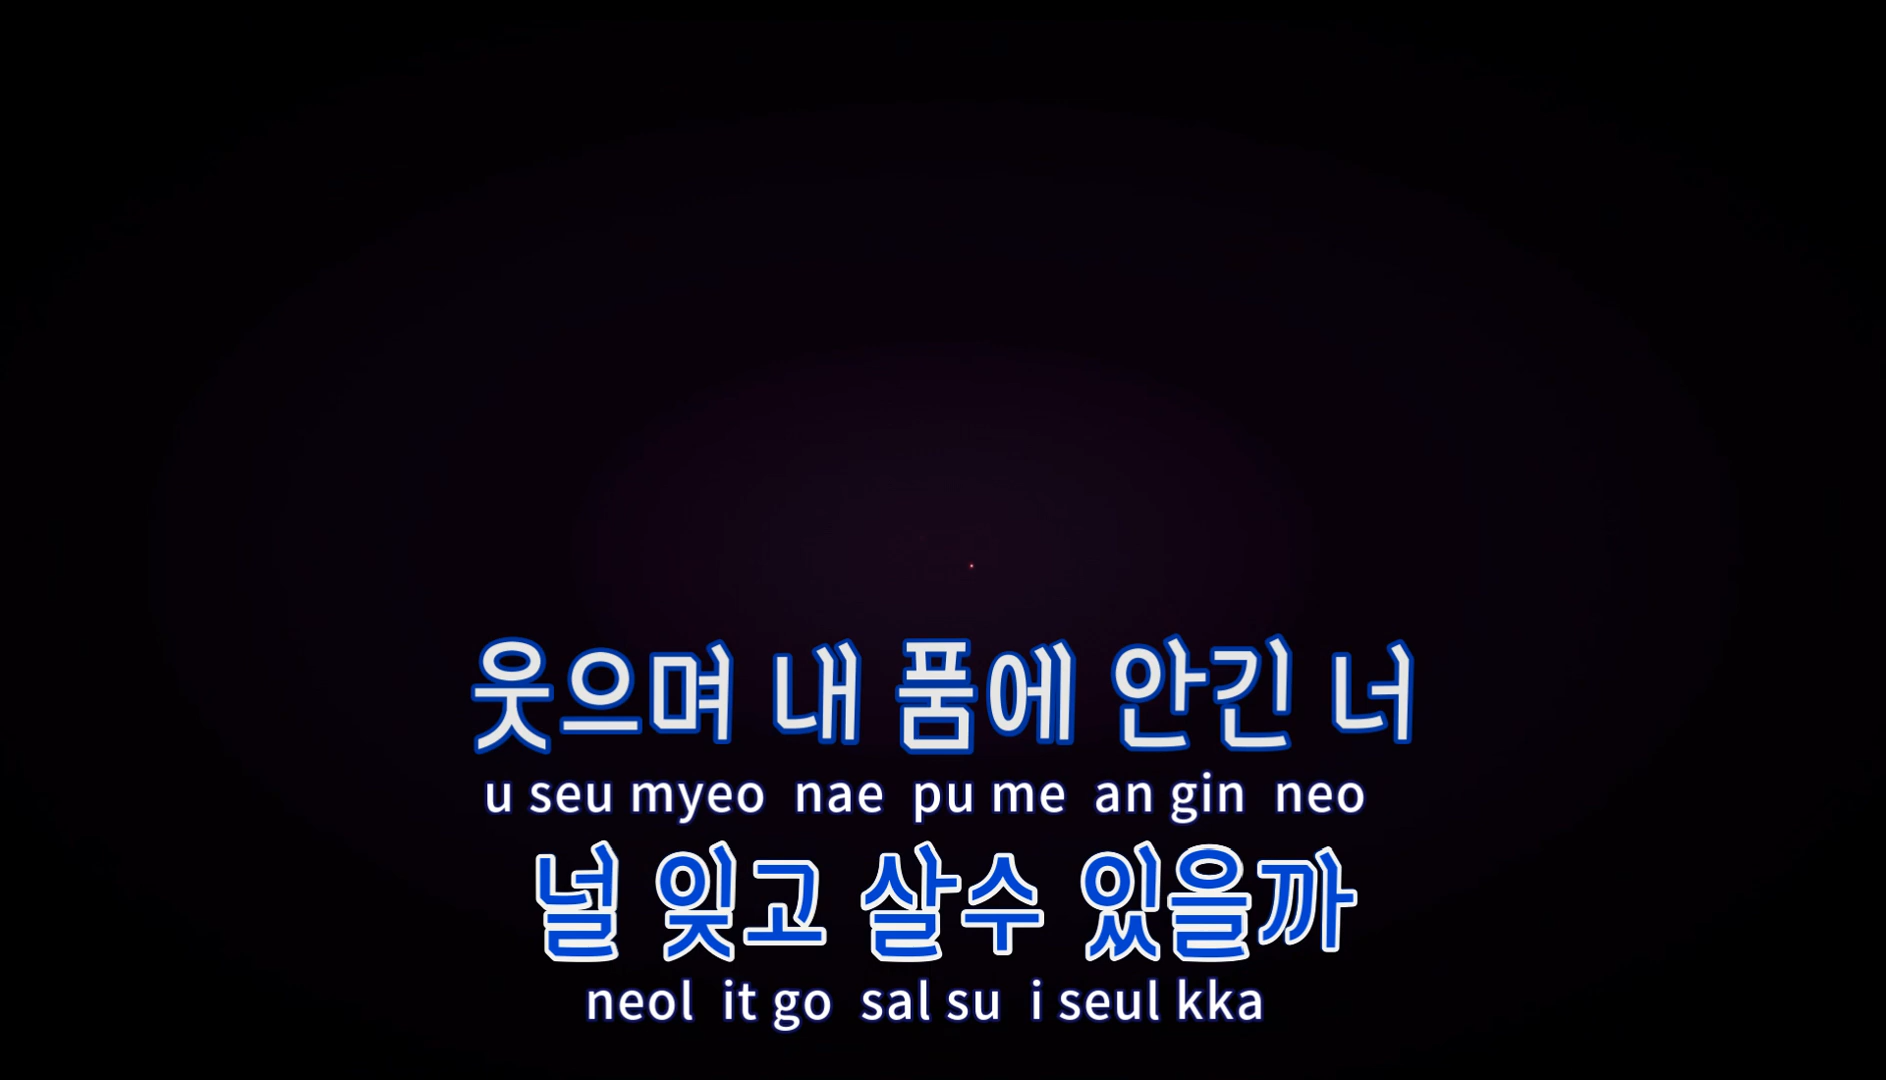 웃으며 내 품에 안긴 너
u seu myeo nae pu me an gin neo
널 잊고 살수 있을까
neol it go sal su i seul kka